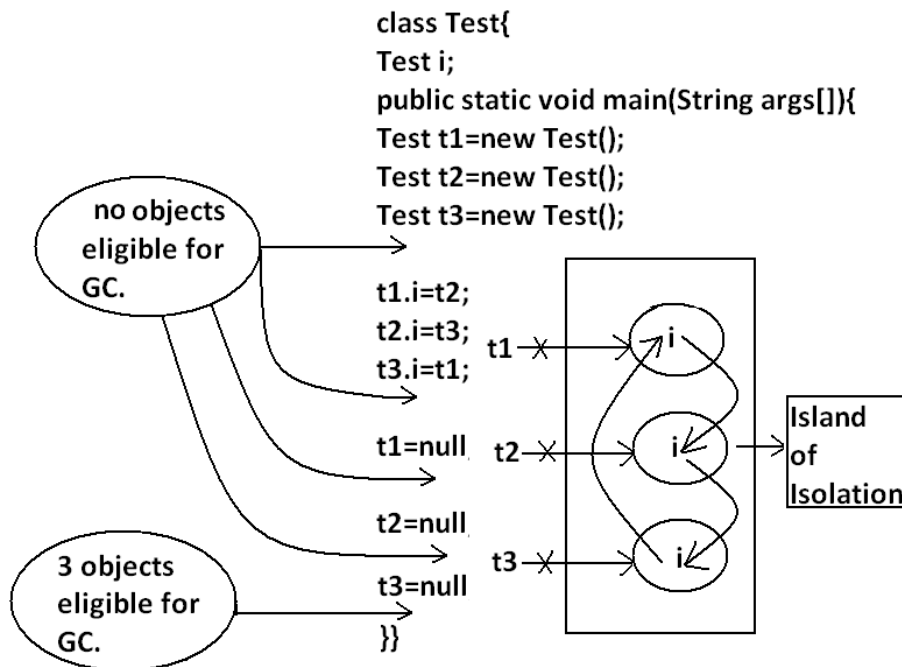 class Test{
Test i;
public static void main(String args[]){
Test t1=new Test();
Test t2=new Test();
Test t3=new Test();
no objects
eligible for
GC.
t1.i=t2;
t2.i=t3;
t3.i=t1;
t1=null
t2=null
t3=null
}}
3 objects
eligible for
GC.
t1
i
t2
i
t3
i
Island
of
Isolation